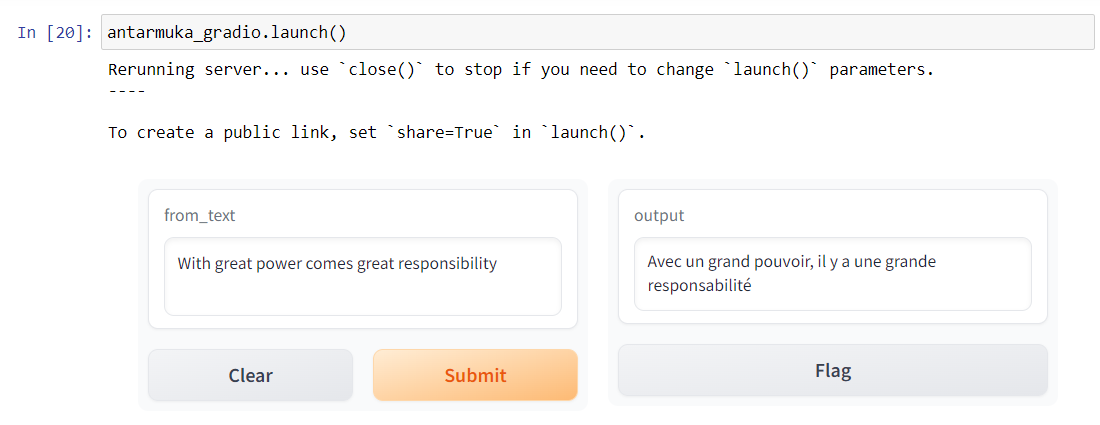 In [20]: antarmuka_gradio.launch()
Rerunning server... use `close()` to stop if you need to change `launch()` parameters.
----
To create a public link, set `share=True` in `launch()`.
from_text
With great power comes great responsibility
Clear
Submit
output
Avec un grand pouvoir, il y a une grande
responsabilité
Flag